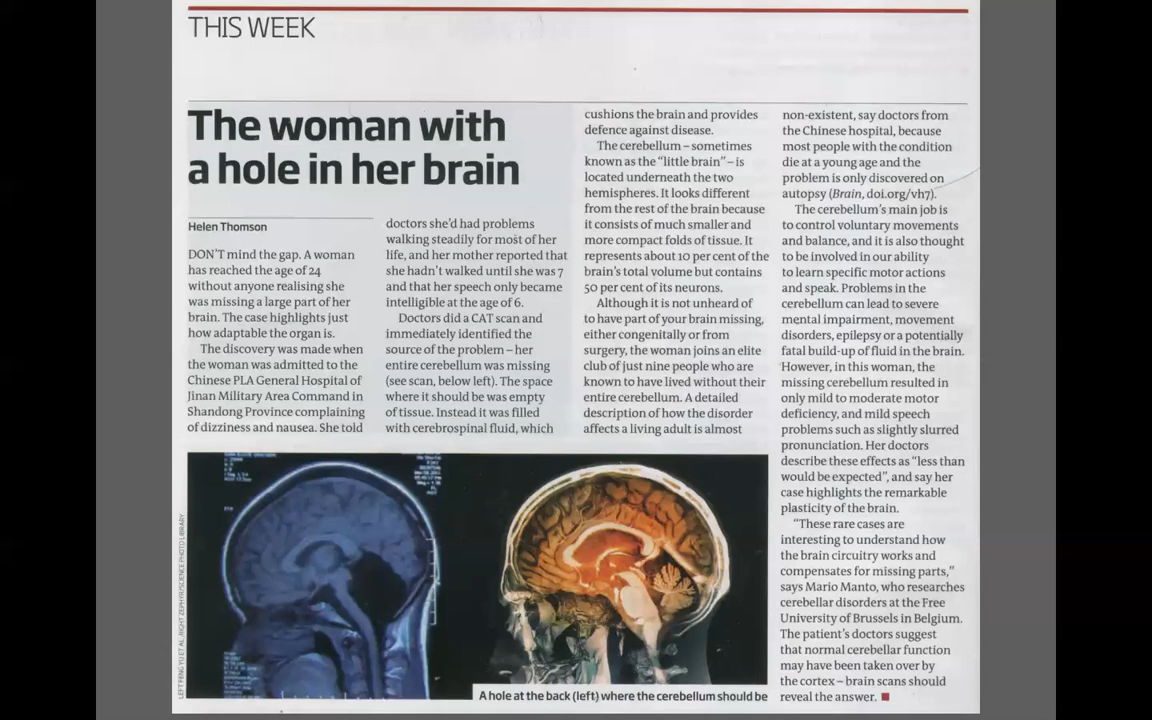 THIS WEEK
The woman with
a hole in her brain
Helen Thomson
DON'T mind the gap. A woman
has reached the age of 24
without anyone realising she
was missing a large part of her
brain. The case highlights just
how adaptable the organ is.
The discovery was made when
the woman was admitted to the
Chinese PLA General Hospital of
Jinan Military Area Command in
Shandong Province complaining
of dizziness and nausea. She told
doctors she'd had problems
walking steadily for most of her
life, and her mother reported that
she hadn't walked until she was 7
and that her speech only became
intelligible at the age of 6.
Doctors did a CAT scan and
immediately identified the
source of the problem – her
entire cerebellum was missing
(see scan, below left). The space
where it should be was empty
of tissue. Instead it was filled
with cerebrospinal fluid, which
cushions the brain and provides
defence against disease.
The cerebellum – sometimes
known as the "little brain" – is
located underneath the two
hemispheres. It looks different
from the rest of the brain because
it consists of much smaller and
more compact folds of tissue. It
represents about 10 per cent of the
brain's total volume but contains
50 per cent of its neurons.
Although it is not unheard of
to have part of your brain missing,
either congenitally or from
surgery, the woman joins an elite
club of just nine people who are
known to have lived without their
entire cerebellum. A detailed
description of how the disorder
affects a living adult is almost
non-existent, say doctors from
the Chinese hospital, because
most people with the condition
die at a young age and the
problem is only discovered on
autopsy (Brain, doi.org/vh7).
The cerebellum's main job is
to control voluntary movements
and balance, and it is also thought
to be involved in our ability
to learn specific motor actions
and speak. Problems in the
cerebellum can lead to severe
mental impairment, movement
disorders, epilepsy or a potentially
fatal build-up of fluid in the brain.
However, in this woman, the
missing cerebellum resulted in
only mild to moderate motor
deficiency, and mild speech
problems such as slightly slurred
pronunciation. Her doctors
describe these effects as "less than
would be expected", and say her
case highlights the remarkable
plasticity of the brain.
"These rare cases are
interesting to understand how
the brain circuitry works and
compensates for missing parts,"
says Mario Manto, who researches
cerebellar disorders at the Free
University of Brussels in Belgium.
The patient's doctors suggest
that normal cerebellar function
may have been taken over by
the cortex – brain scans should
reveal the answer.
LEFT: FENG YU ET AL, RIGHT: ZEPHYR/SCIENCE PHOTO LIBRARY
A hole at the back (left) where the cerebellum should be